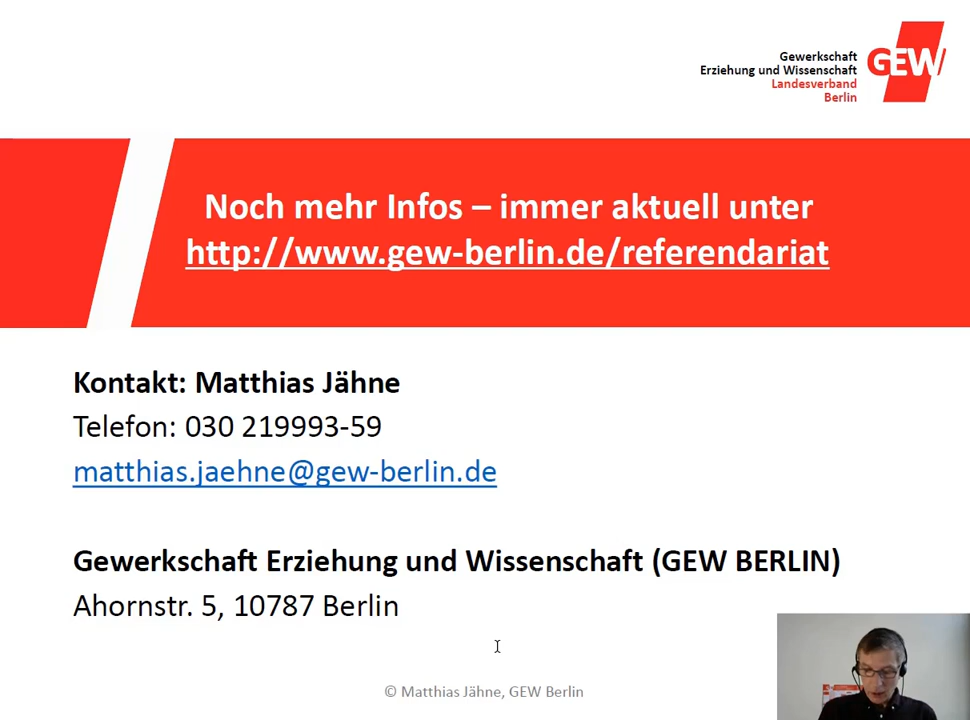 Gewerkschaft
Erziehung und Wissenschaft
Landesverband
Berlin
GEW
Noch mehr Infos – immer aktuell unter
http://www.gew-berlin.de/referendariat
Kontakt: Matthias Jähne
Telefon: 030 219993-59
matthias.jaehne@gew-berlin.de
Gewerkschaft Erziehung und Wissenschaft (GEW BERLIN)
Ahornstr. 5, 10787 Berlin
© Matthias Jähne, GEW Berlin